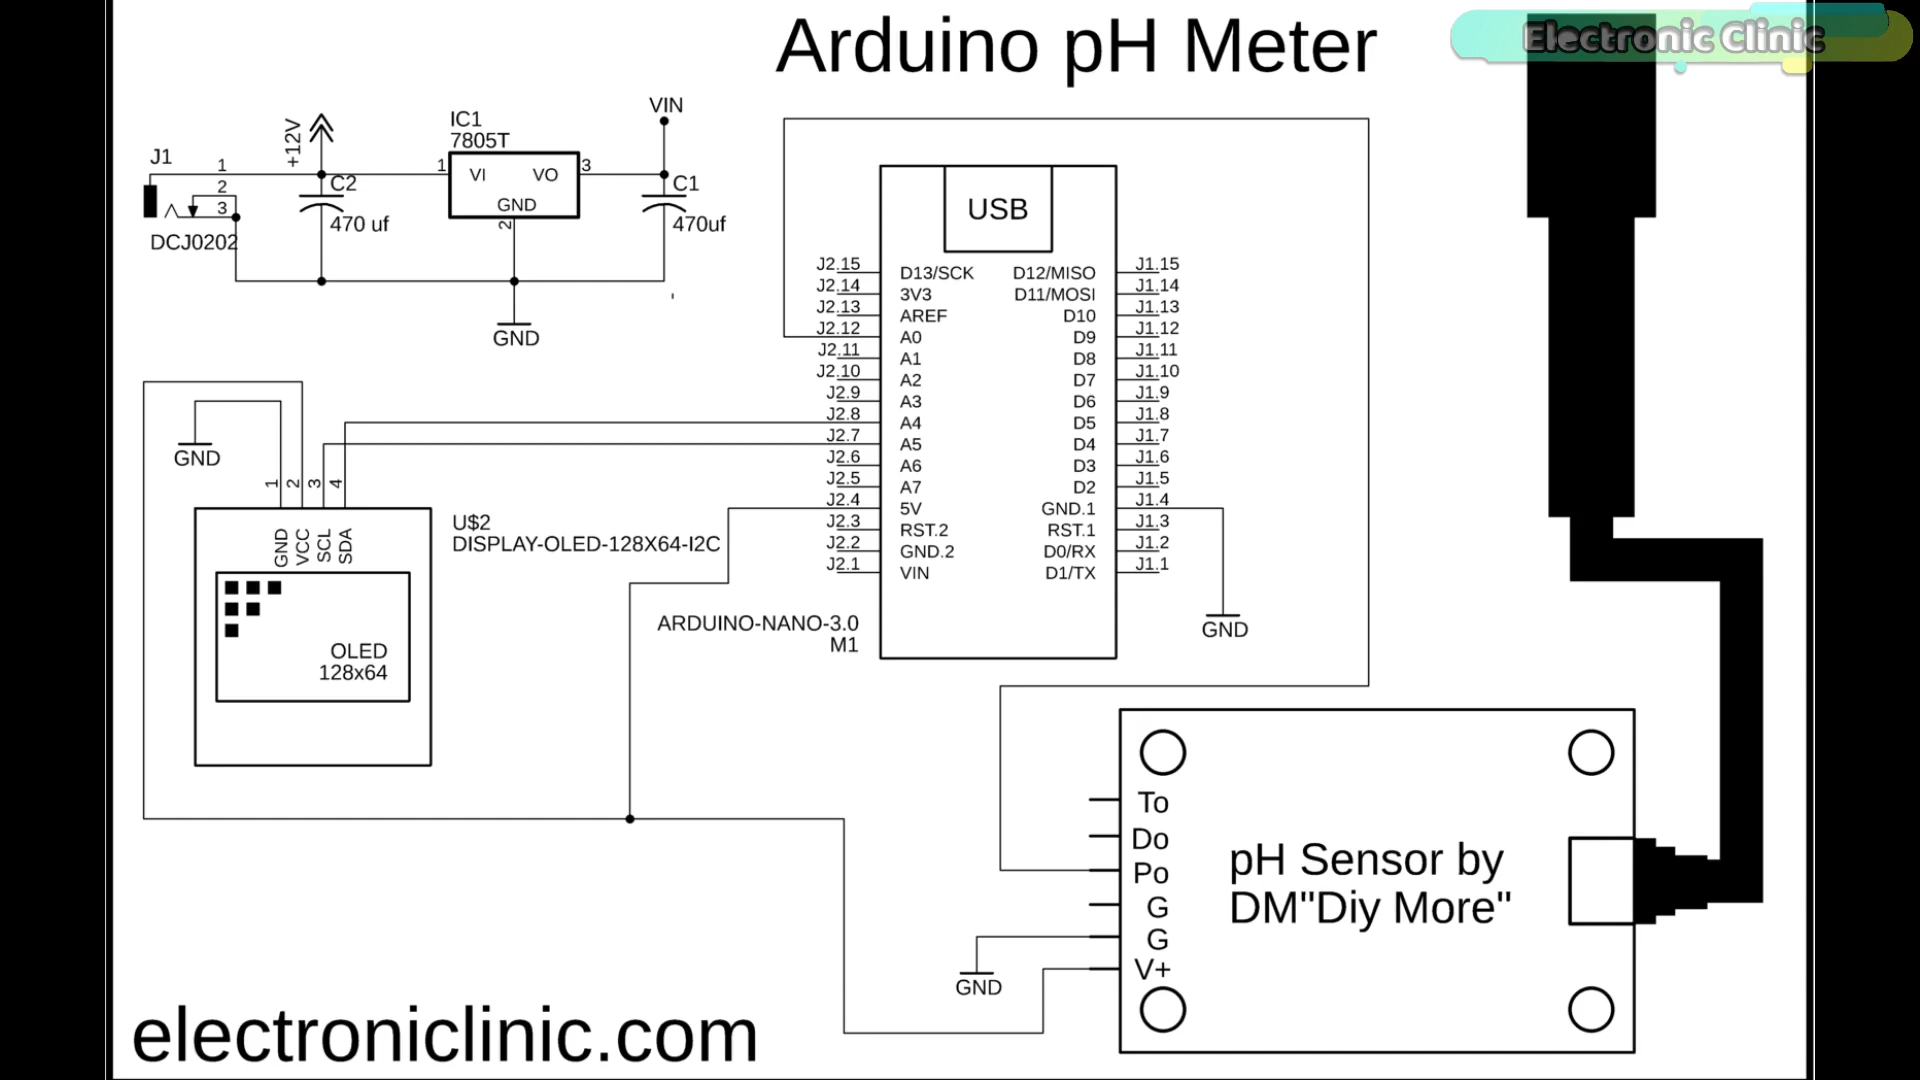 Arduino pH Meter
Electronic Clinic
J1
1
2
3
DCJ0202
+12V
C2
470 uf
IC1
7805T
1
VI
VO
3
GND
2
VIN
C1
470uf
GND
USB
J2.15 D13/SCK D12/MISO J1.15
J2.14 3V3 D11/MOSI J1.14
J2.13 AREF D10 J1.13
J2.12 A0 D9 J1.12
J2.11 A1 D8 J1.11
J2.10 A2 D7 J1.10
J2.9 A3 D6 J1.9
J2.8 A4 D5 J1.8
J2.7 A5 D4 J1.7
J2.6 A6 D3 J1.6
J2.5 A7 D2 J1.5
J2.4 5V GND.1 J1.4
J2.3 RST.2 RST.1 J1.3
J2.2 GND.2 D0/RX J1.2
J2.1 VIN D1/TX J1.1
ARDUINO-NANO-3.0
M1
GND
GND
1 2 3 4
GND VCC SCL SDA
U$2
DISPLAY-OLED-128X64-I2C
OLED
128x64
To
Do
Po
G
G
V+
GND
pH Sensor by
DM"Diy More"
electroniclinic.com